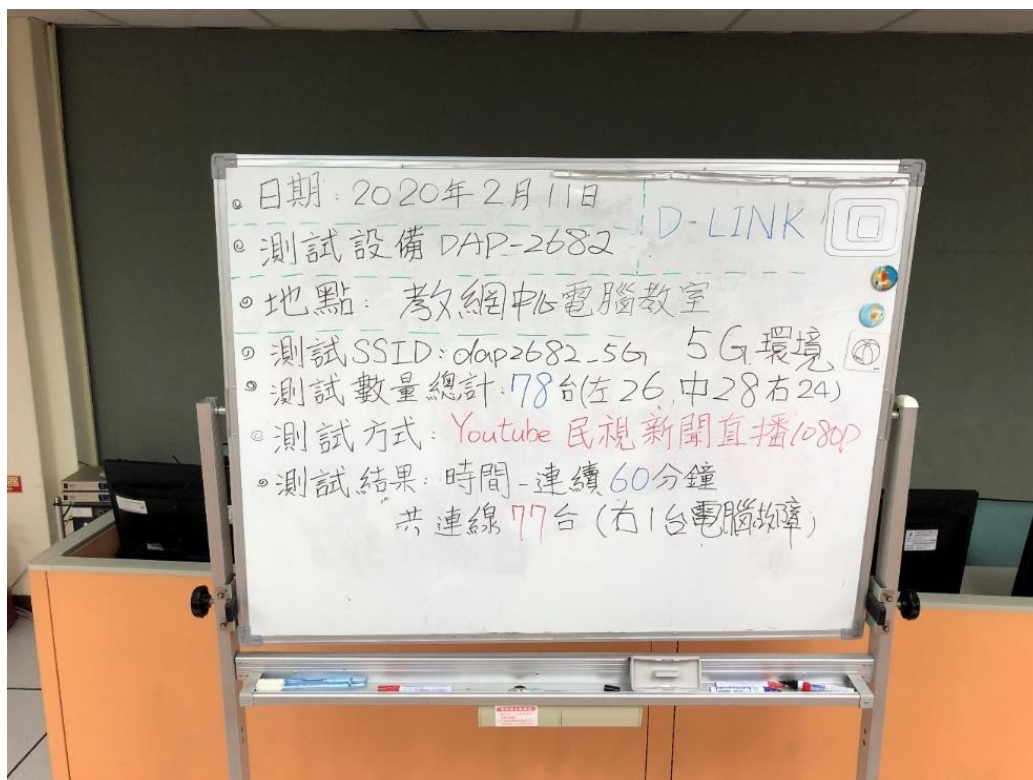 日期: 2020年2月11日
D-LINK
測試設備 DAP-2682
地點: 教網中心電腦教室
測試SSID: dap2682_5G 5G環境
測試數量總計: 78台(左26, 中28右24)
測試方式: Youtube 民視新聞直播1080P
測試結果: 時間-連續60分鐘
共連線77台 (右1台電腦故障)